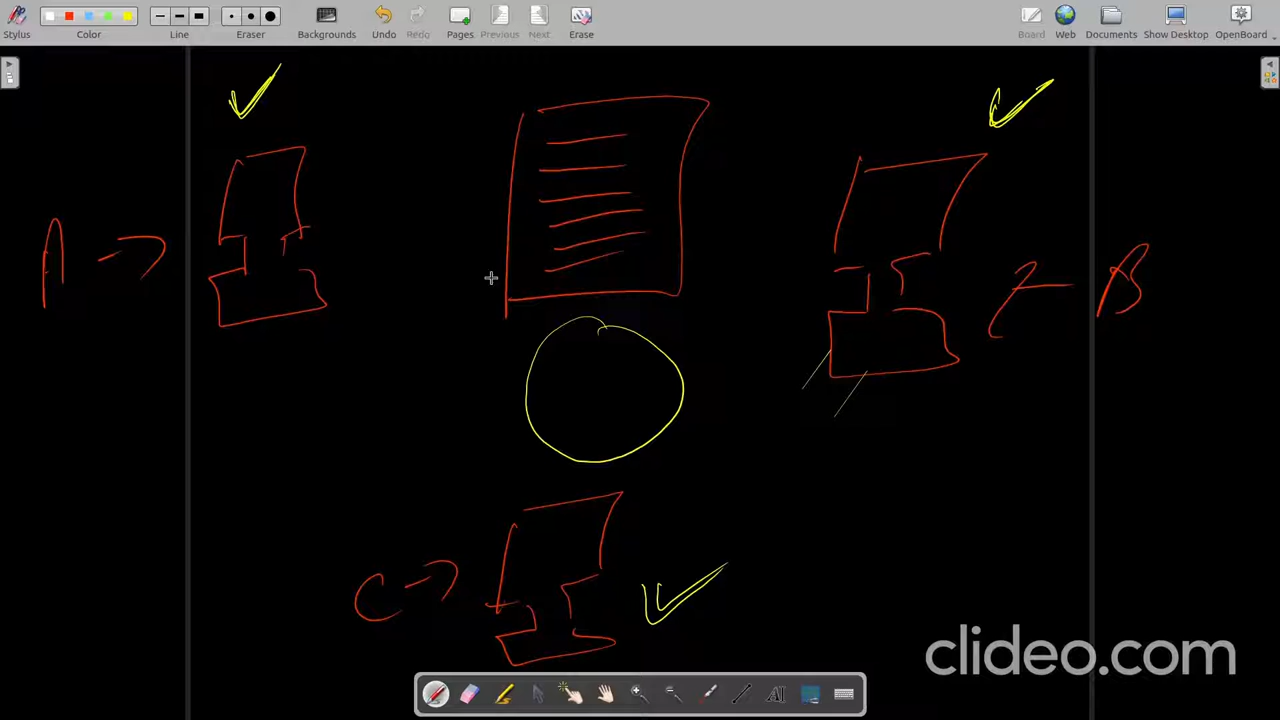 Stylus Color Line Eraser Backgrounds Undo Redo Pages Previous Next Erase Board Web Documents Show Desktop OpenBoard
A →
← B
C →
clideo.com
AI